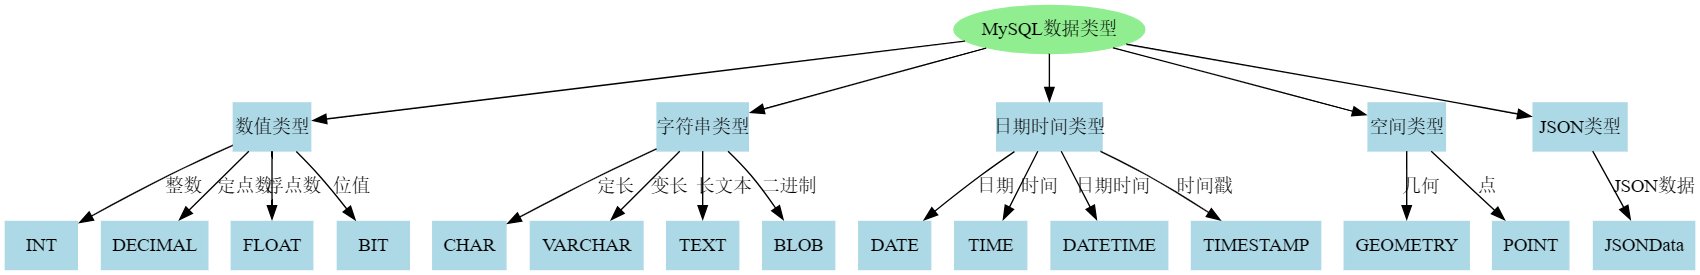 MySQL数据类型
数值类型
字符串类型
日期时间类型
空间类型
JSON类型
整数
定点数
浮点数
位值
定长
变长
长文本
二进制
日期
时间
日期时间
时间戳
几何
点
JSON数据
INT
DECIMAL
FLOAT
BIT
CHAR
VARCHAR
TEXT
BLOB
DATE
TIME
DATETIME
TIMESTAMP
GEOMETRY
POINT
JSONData